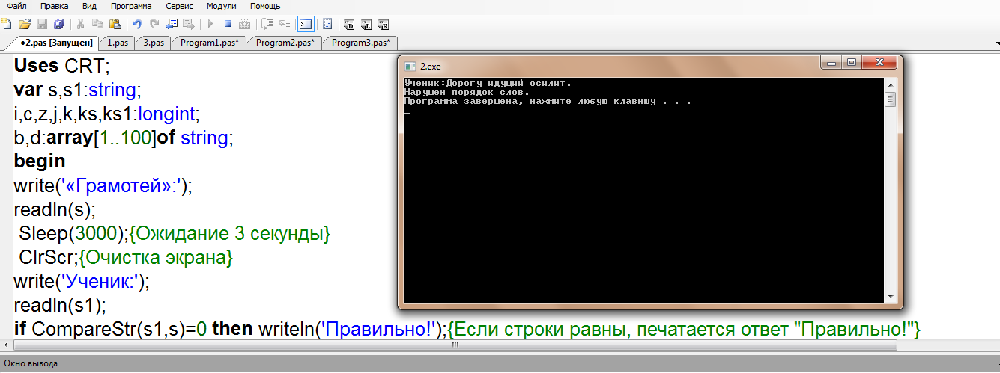 Файл Правка Вид Программа Сервис Модули Помощь
•2.pas [Запущен] 1.pas 3.pas Program1.pas* Program2.pas* Program3.pas*
Uses CRT;
var s,s1:string;
i,c,z,j,k,ks,ks1:longint;
b,d:array[1..100]of string;
begin
write('«Грамотей»:');
readln(s);
Sleep(3000);{Ожидание 3 секунды}
ClrScr;{Очистка экрана}
write('Ученик:');
readln(s1);
if CompareStr(s1,s)=0 then writeln('Правильно!');{Если строки равны, печатается ответ "Правильно!"}
2.exe
Ученик:Дорогу идущий осилит.
Нарушен порядок слов.
Программа завершена, нажмите любую клавишу . . .
Окно вывода